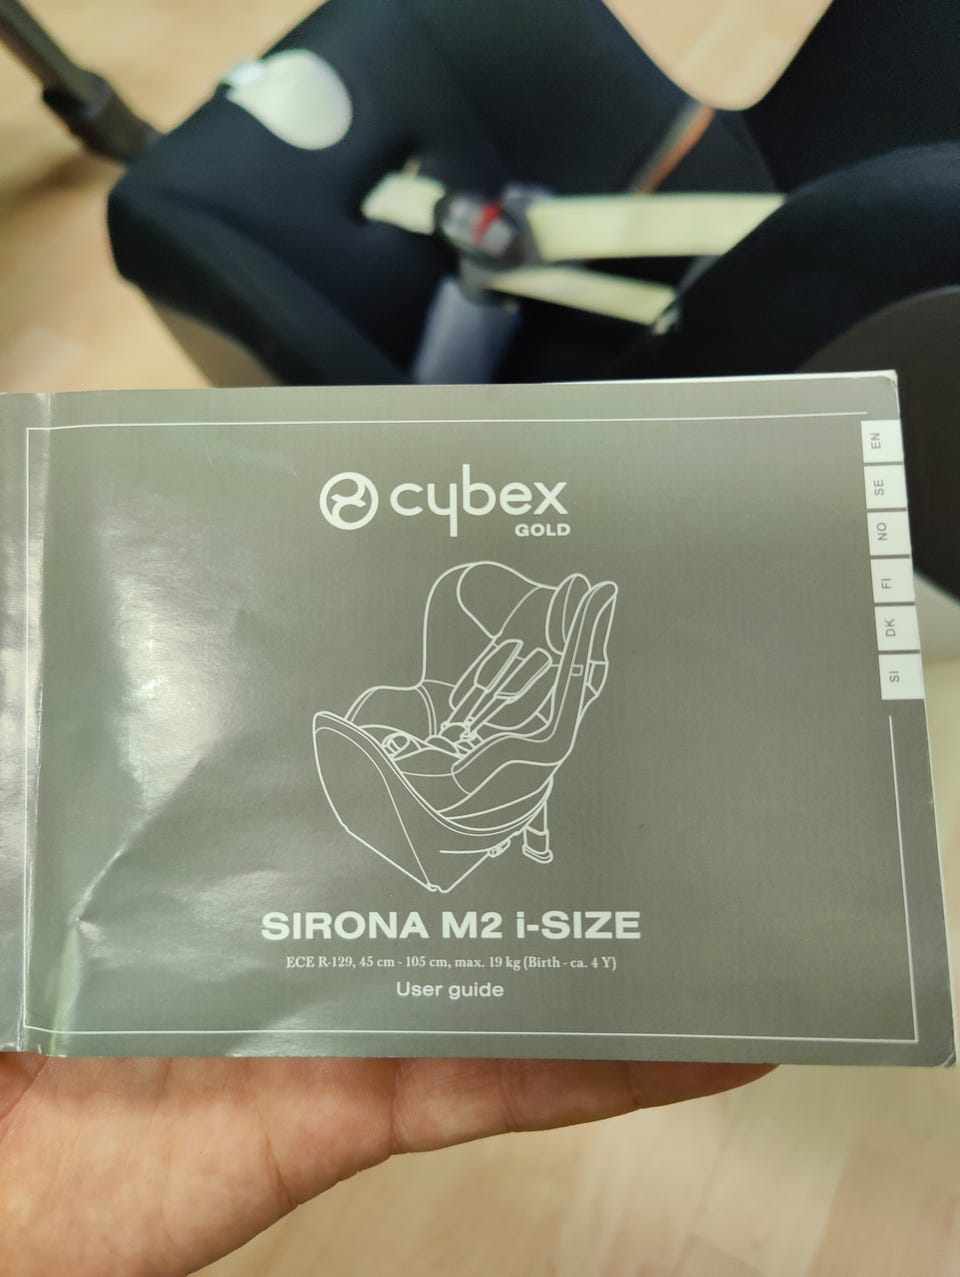 cybex
GOLD
EN
SE
NO
FI
DK
SI
SIRONA M2 i-SIZE
ECE R-129, 45 cm - 105 cm, max. 19 kg (Birth - ca. 4 Y)
User guide